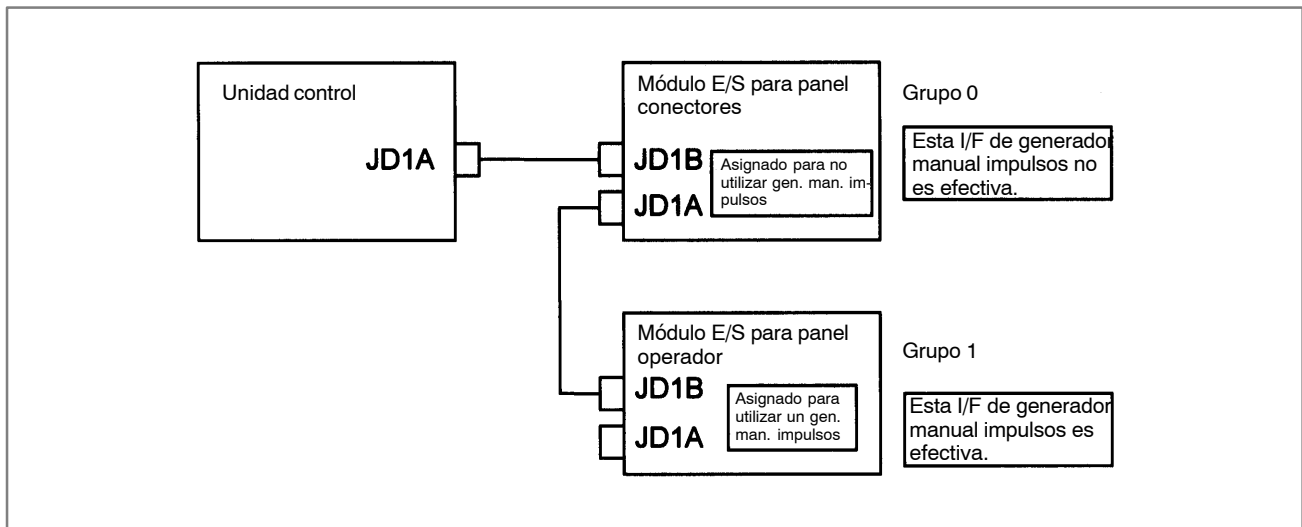 Unidad control
JD1A
Módulo E/S para panel
conectores
JD1B
JD1A
Asignado para no
utilizar gen. man. im-
pulsos
Grupo 0
Esta I/F de generador
manual impulsos no
es efectiva.
Módulo E/S para panel
operador
JD1B
JD1A
Asignado para
utilizar un gen.
man. impulsos
Grupo 1
Esta I/F de generador
manual impulsos es
efectiva.